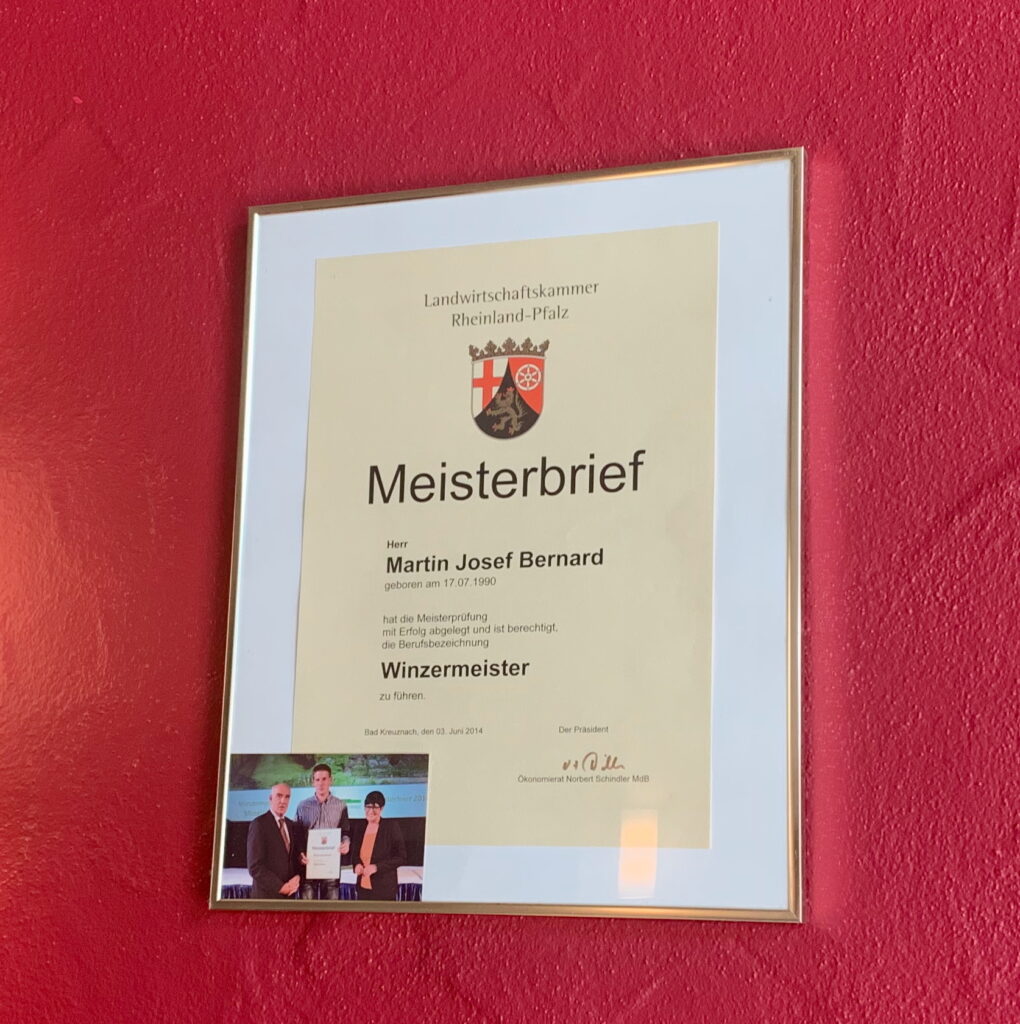 Landwirtschaftskammer
Rheinland-Pfalz
Meisterbrief
Herr
Martin Josef Bernard
geboren am 17.07.1990
hat die Meisterprüfung
mit Erfolg abgelegt und ist berechtigt,
die Berufsbezeichnung
Winzermeister
zu führen.
Bad Kreuznach, den 03. Juni 2014
Der Präsident
Ökonomierat Norbert Schindler MdB
Meisterbrief